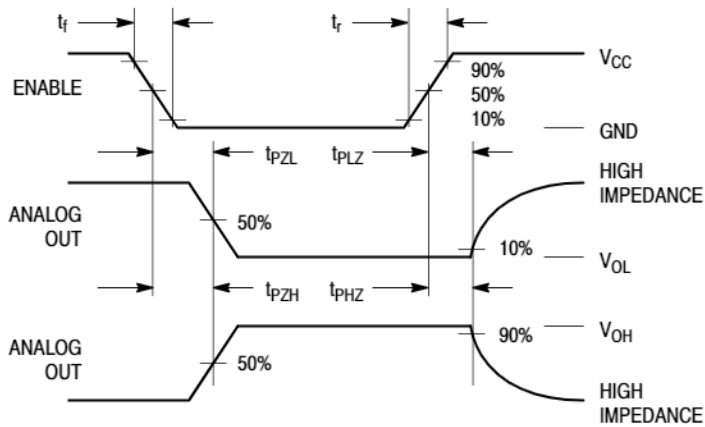 tf
tr
ENABLE
90%
50%
10%
VCC
GND
tPZL
tPLZ
HIGH
IMPEDANCE
ANALOG
OUT
50%
10%
VOL
tPZH
tPHZ
VOH
90%
ANALOG
OUT
50%
HIGH
IMPEDANCE